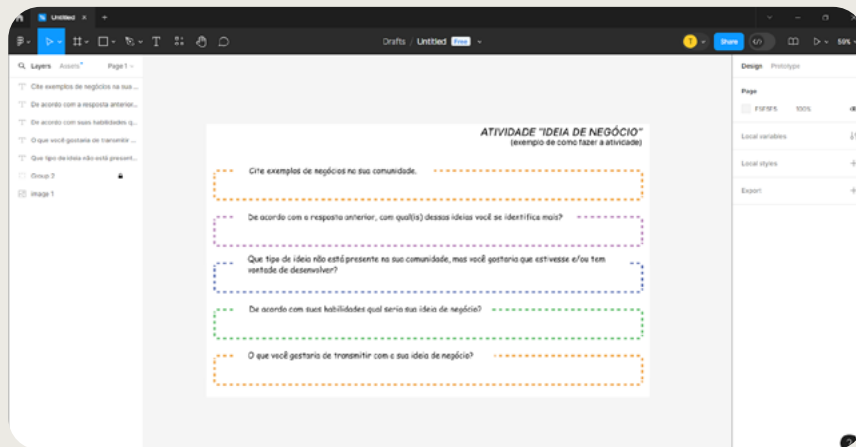 Untitled
Drafts / Untitled Free
T
Share
59%
Layers
Assets
Page 1
Design
Prototype
Cite exemplos de negócios na sua ...
De acordo com a resposta anterior...
De acordo com suas habilidades q...
O que você gostaria de transmitir ...
Que tipo de ideia não está present...
Group 2
image 1
ATIVIDADE "IDEIA DE NEGÓCIO"
(exemplo de como fazer a atividade)
Cite exemplos de negócios na sua comunidade.
De acordo com a resposta anterior, com qual(is) dessas ideias você se identifica mais?
Que tipo de ideia não está presente na sua comunidade, mas você gostaria que estivesse e/ou tem
vontade de desenvolver?
De acordo com suas habilidades qual seria sua ideia de negócio?
O que você gostaria de transmitir com a sua ideia de negócio?
Page
F5F5F5
100%
Local variables
Local styles
Export